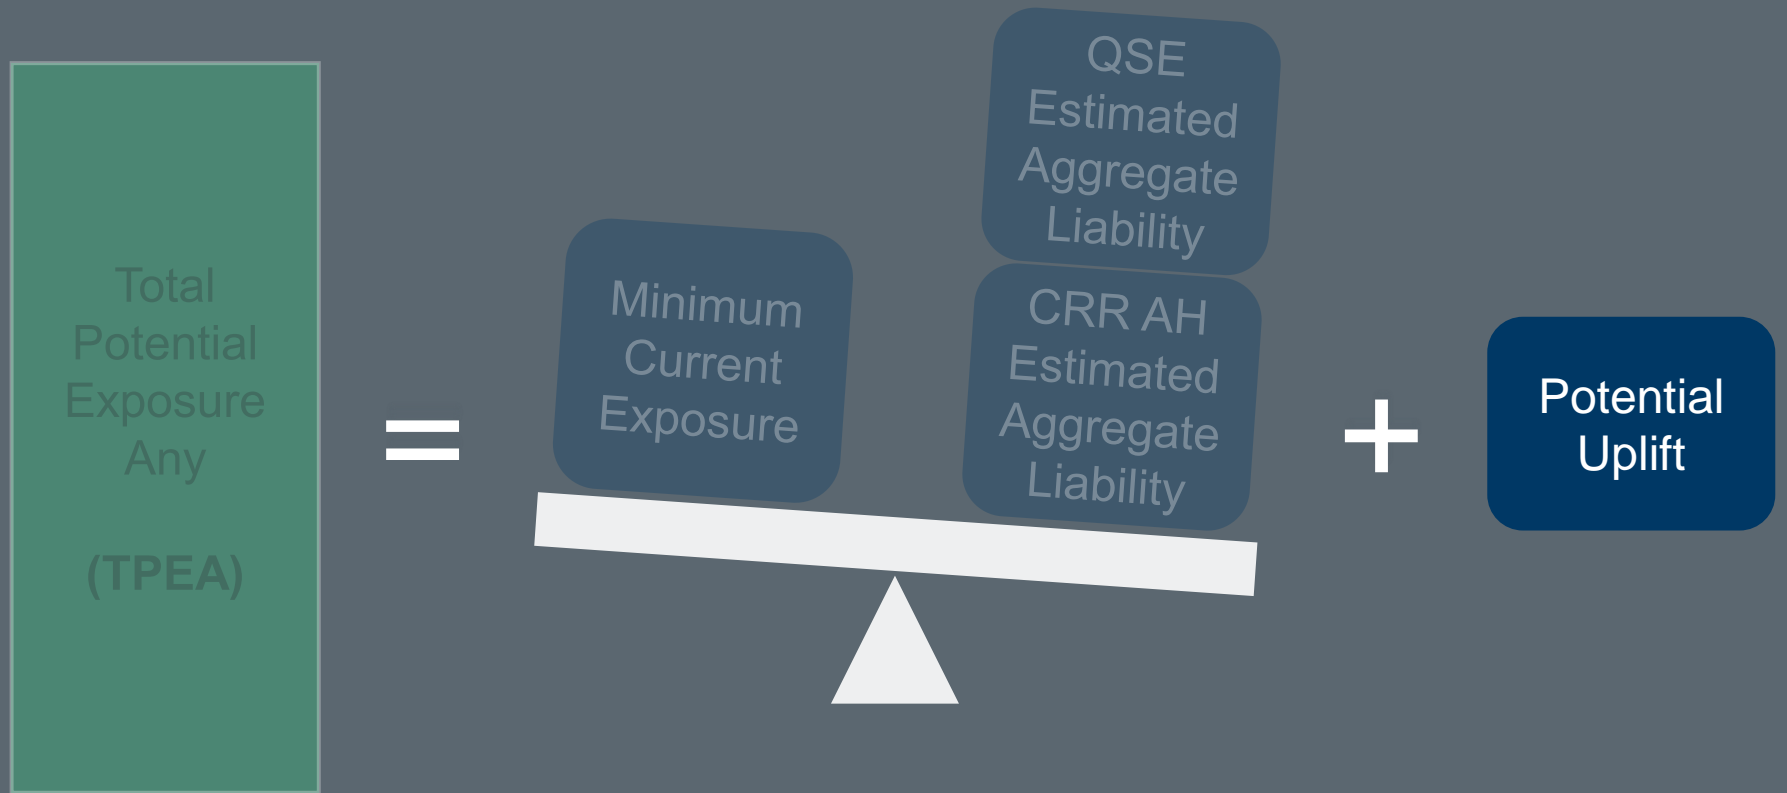 Total
Potential
Exposure
Any
(TPEA)
=
Minimum
Current
Exposure
QSE
Estimated
Aggregate
Liability
CRR AH
Estimated
Aggregate
Liability
+
Potential
Uplift